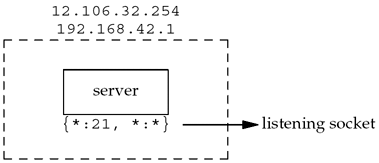 12.106.32.254
192.168.42.1
server
{*:21, *:*}
listening socket